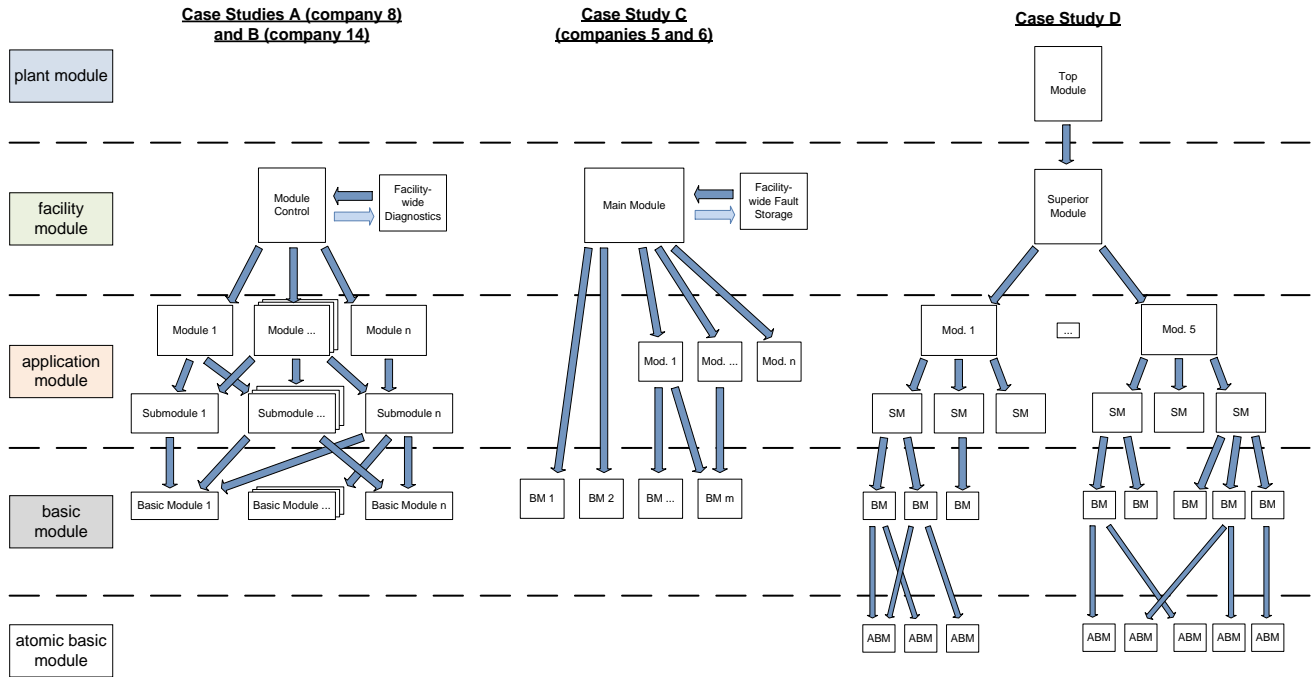 Case Studies A (company 8)
and B (company 14)
Case Study C
(companies 5 and 6)
Case Study D
plant module
Top
Module
facility
module
Module
Control
Facility-
wide
Diagnostics
Main Module
Facility-
wide Fault
Storage
Superior
Module
application
module
Module 1
Module ...
Module n
Submodule 1
Submodule ...
Submodule n
Mod. 1
Mod. ...
Mod. n
Mod. 1
...
Mod. 5
SM
SM
SM
SM
SM
SM
basic
module
Basic Module 1
Basic Module ...
Basic Module n
BM 1
BM 2
BM ...
BM m
BM
BM
BM
BM
BM
BM
BM
BM
atomic basic
module
ABM
ABM
ABM
ABM
ABM
ABM
ABM
ABM